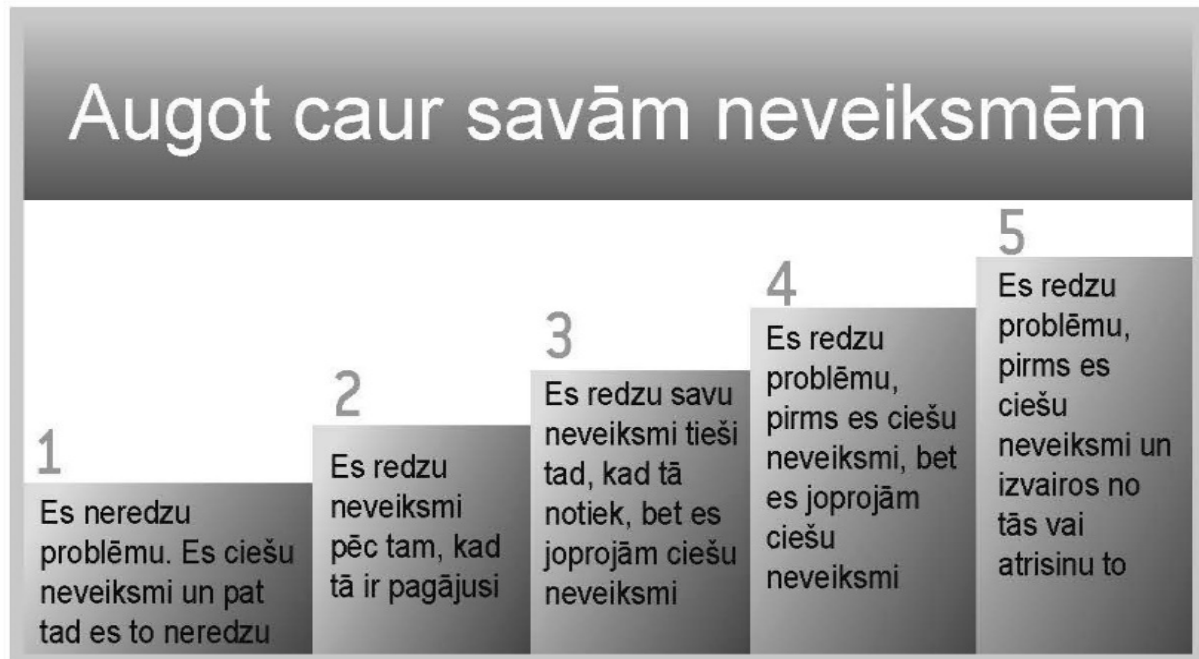 Augot caur savām neveiksmēm
1
Es neredzu
problēmu. Es ciešu
neveiksmi un pat
tad es to neredzu
2
Es redzu
neveiksmi
pēc tam, kad
tā ir pagājusi
3
Es redzu savu
neveiksmi tieši
tad, kad tā
notiek, bet es
joprojām ciešu
neveiksmi
4
Es redzu
problēmu,
pirms es ciešu
neveiksmi, bet
es joprojām
ciešu
neveiksmi
5
Es redzu
problēmu,
pirms es
ciešu
neveiksmi un
izvairos no
tās vai
atrisinu to